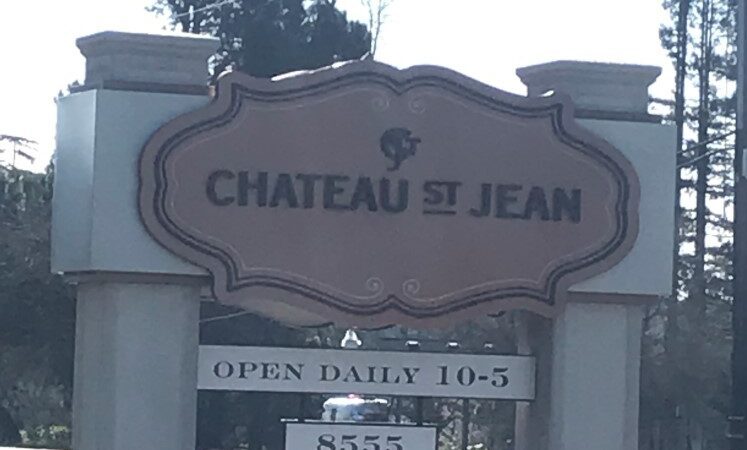 CHATEAU ST JEAN
OPEN DAILY 10-5
8555